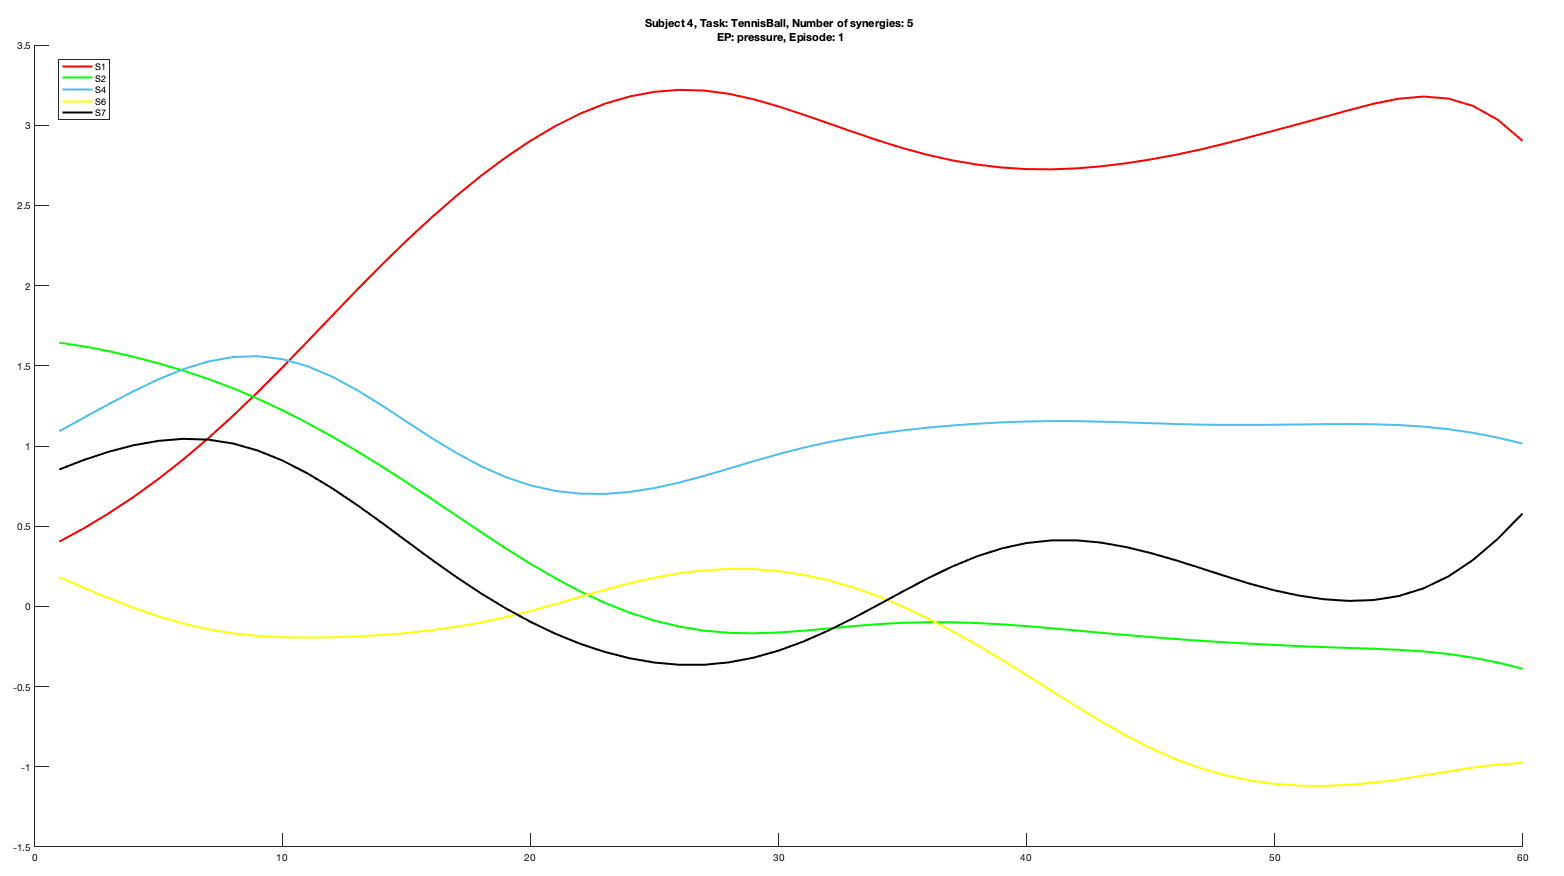 Subject 4, Task: TennisBall, Number of synergies: 5
EP: pressure, Episode: 1
3.5
S1
S2
S4
S6
S7
3
2.5
2
1.5
1
0.5
0
-0.5
-1
-1.5
0 10 20 30 40 50 60